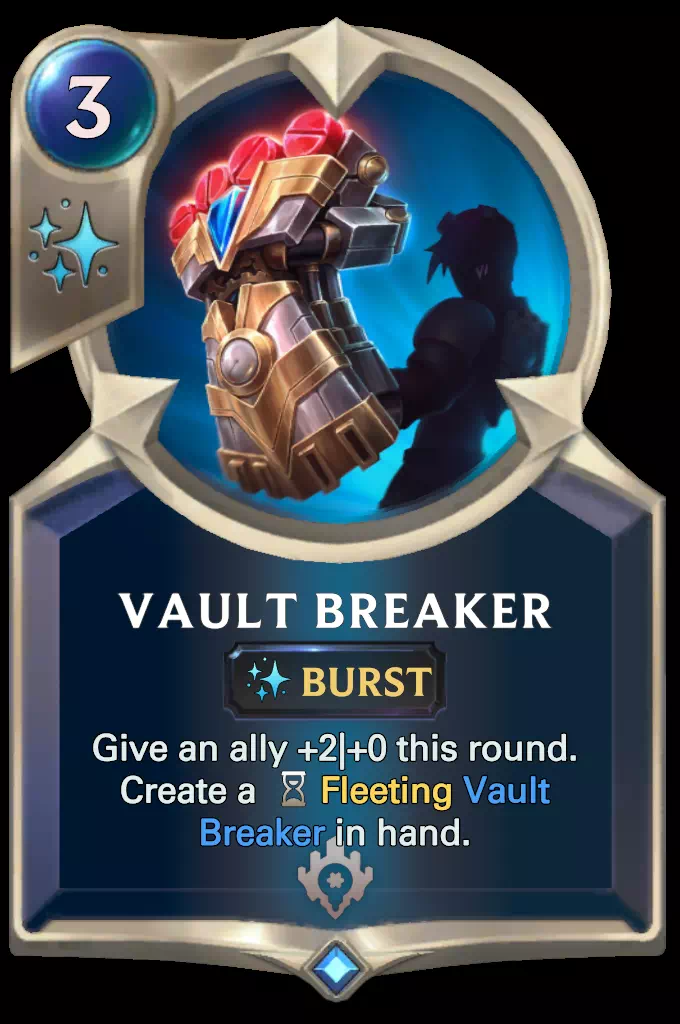 3
VAULT BREAKER
BURST
Give an ally +2|+0 this round.
Create a Fleeting Vault
Breaker in hand.